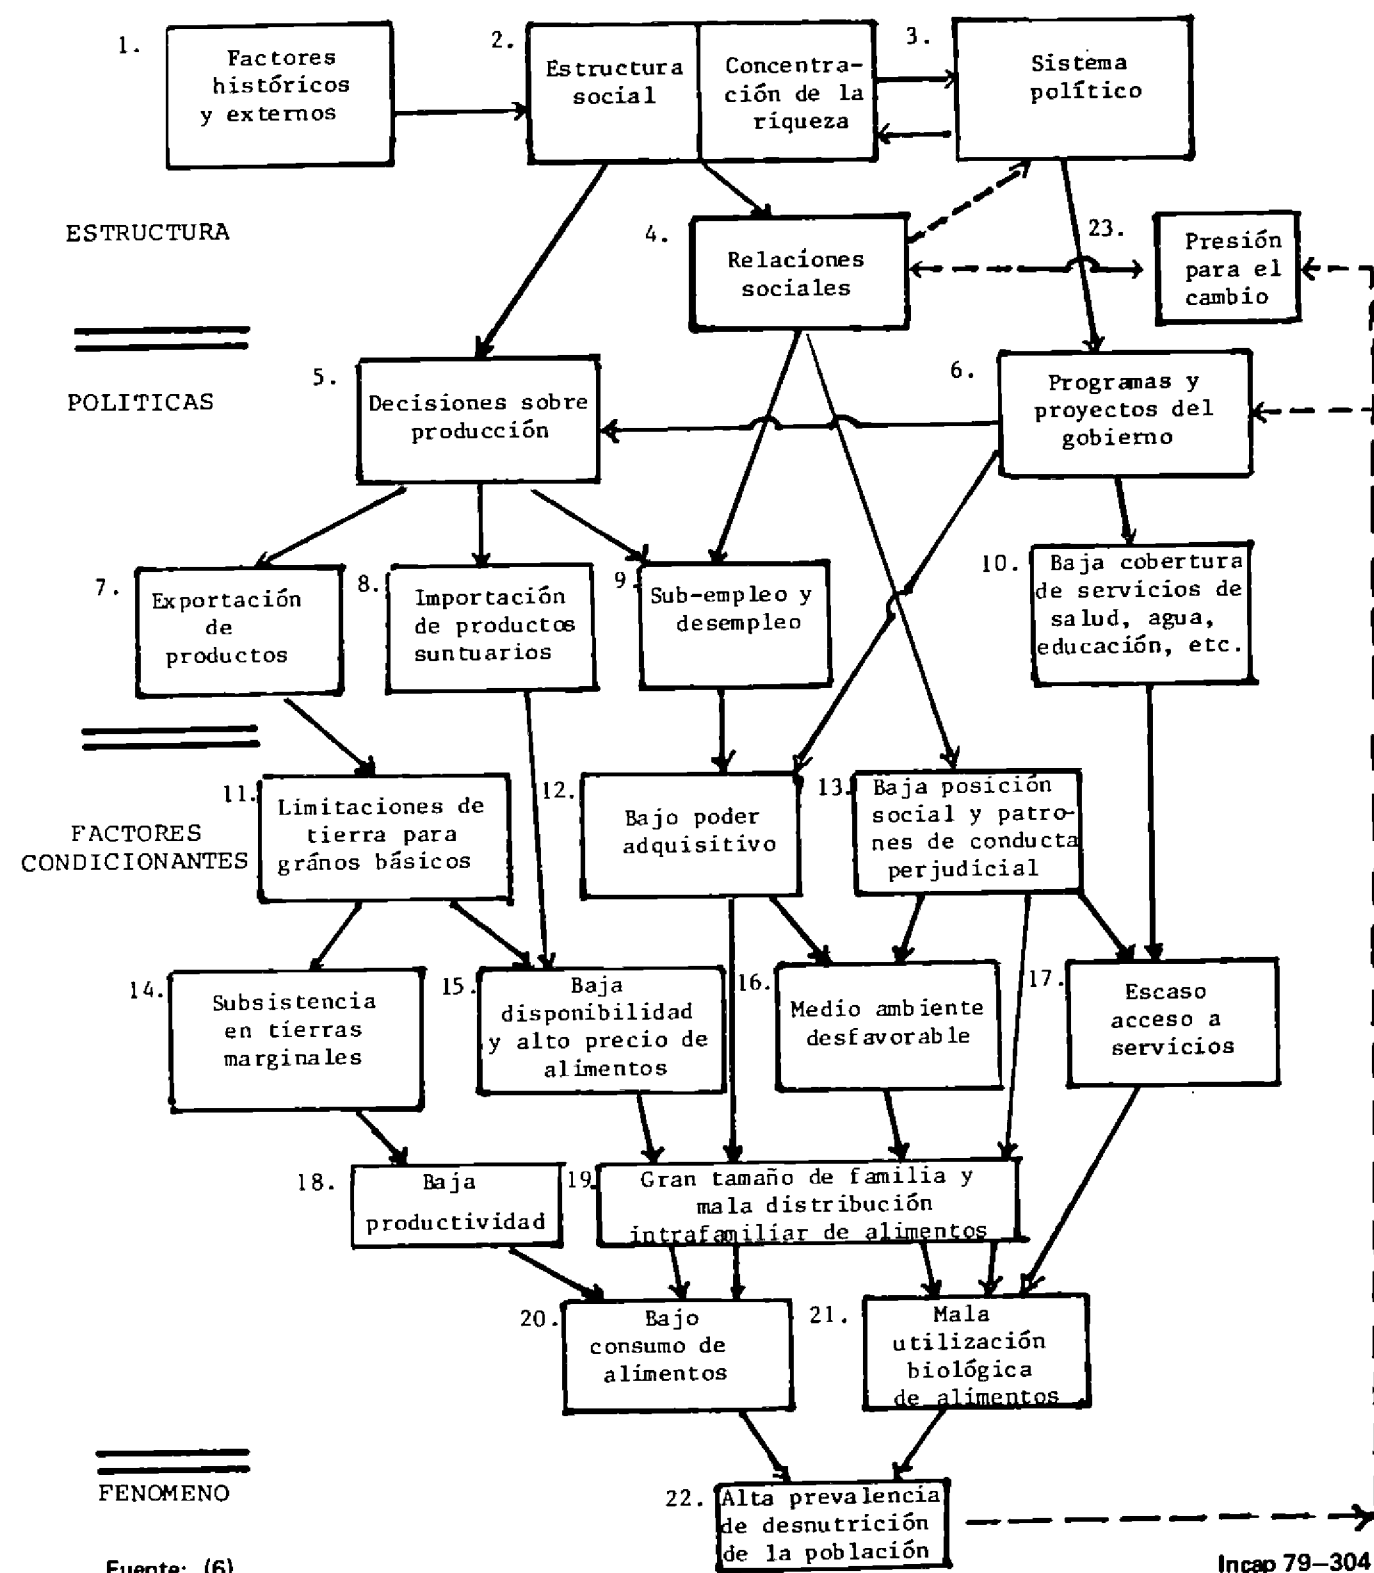 1.
Factores
históricos
y externos
2.
Estructura
social
Concentra-
ción de la
riqueza
3.
Sistema
político
ESTRUCTURA
4.
Relaciones
sociales
23.
Presión
para el
cambio
POLITICAS
5.
Decisiones sobre
producción
6.
Programas y
proyectos del
gobierno
7.
Exportación
de
productos
8.
Importación
de productos
suntuarios
9.
Sub-empleo y
desempleo
10.
Baja cobertura
de servicios de
salud, agua,
educación, etc.
FACTORES
CONDICIONANTES
11.
Limitaciones de
tierra para
grános básicos
12.
Bajo poder
adquisitivo
13.
Baja posición
social y patro-
nes de conducta
perjudicial
14.
Subsistencia
en tierras
marginales
15.
Baja
disponibilidad
y alto precio de
alimentos
16.
Medio ambiente
desfavorable
17.
Escaso
acceso a
servicios
18.
Baja
productividad
19.
Gran tamaño de familia y
mala distribución
intrafamiliar de alimentos
20.
Bajo
consumo de
alimentos
21.
Mala
utilización
biológica
de alimentos
FENOMENO
22.
Alta prevalencia
de desnutrición
de la población
Fuente: (6)
Incap 79–304